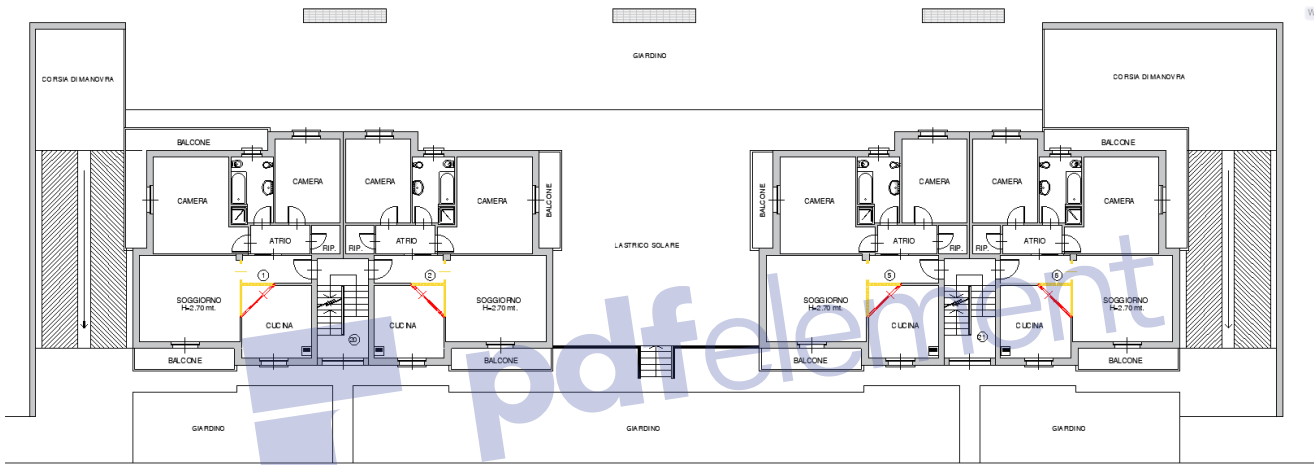 W
GIARDINO
CORSIA DI MANOVRA
CORSIA DI MANOVRA
BALCONE
BALCONE
CAMERA
CAMERA
CAMERA
CAMERA
BALCONE
BALCONE
CAMERA
CAMERA
CAMERA
CAMERA
ATRIO
RIP.
RIP.
ATRIO
LASTRICO SOLARE
ATRIO
RIP.
RIP.
ATRIO
1
2
5
6
SOGGIORNO
H=2.70 mt.
CUCINA
CUCINA
SOGGIORNO
H=2.70 mt.
SOGGIORNO
H=2.70 mt.
CUCINA
CUCINA
SOGGIORNO
H=2.70 mt.
20
21
BALCONE
BALCONE
BALCONE
BALCONE
GIARDINO
GIARDINO
GIARDINO
pdfelement